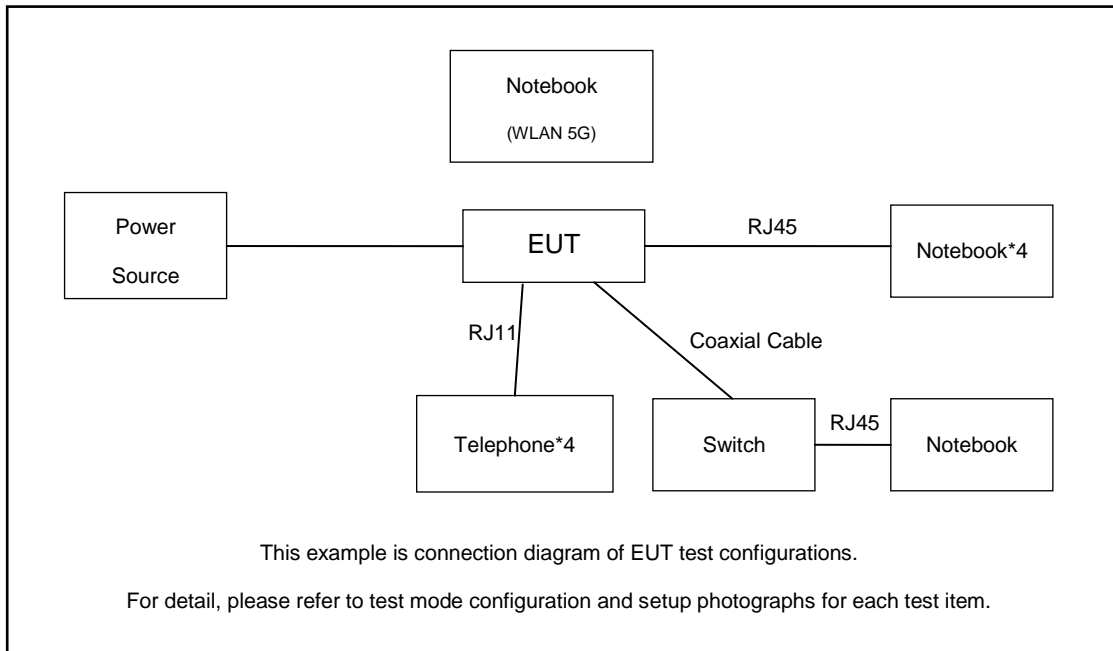 Notebook
(WLAN 5G)
Power
Source
EUT
RJ45
Notebook*4
RJ11
Coaxial Cable
Telephone*4
Switch
RJ45
Notebook
This example is connection diagram of EUT test configurations.
For detail, please refer to test mode configuration and setup photographs for each test item.